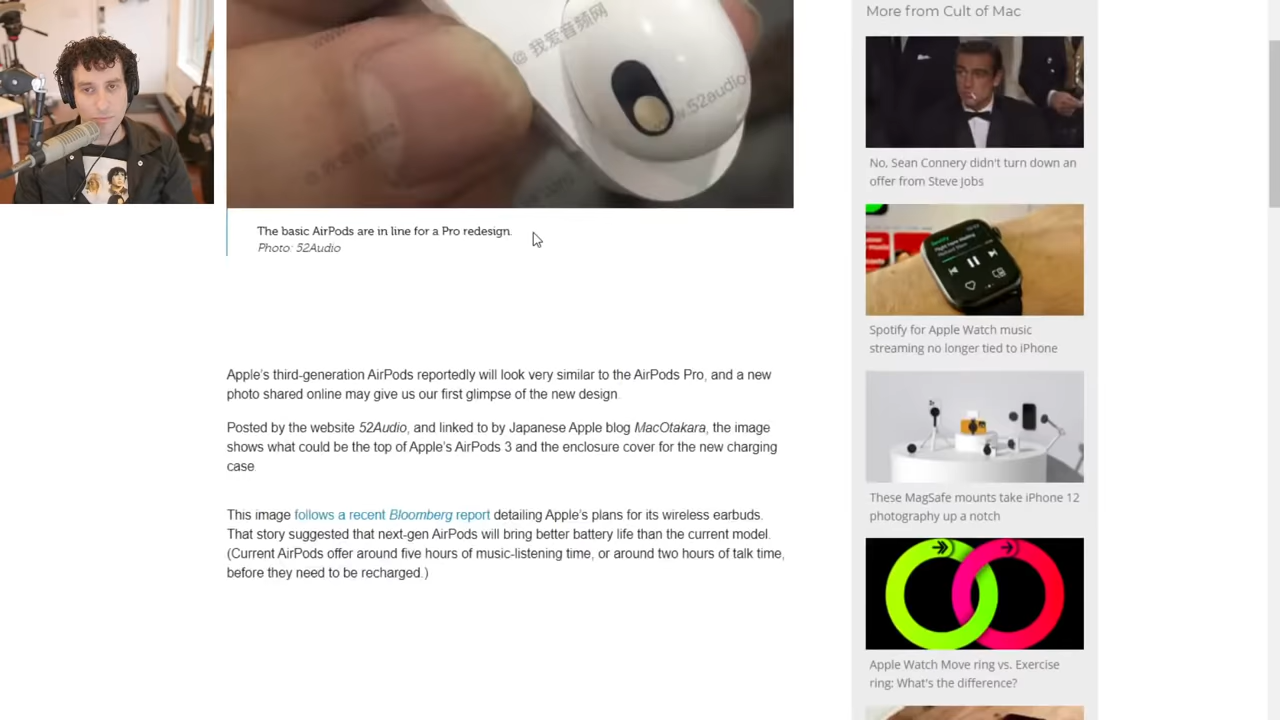 @ 我爱音频网
www.52audio
The basic AirPods are in line for a Pro redesign.
Photo: 52Audio
Apple's third-generation AirPods reportedly will look very similar to the AirPods Pro, and a new
photo shared online may give us our first glimpse of the new design.
Posted by the website 52Audio, and linked to by Japanese Apple blog MacOtakara, the image
shows what could be the top of Apple's AirPods 3 and the enclosure cover for the new charging
case
This image follows a recent Bloomberg report detailing Apple's plans for its wireless earbuds.
That story suggested that next-gen AirPods will bring better battery life than the current model.
(Current AirPods offer around five hours of music-listening time, or around two hours of talk time,
before they need to be recharged.)
More from Cult of Mac
No, Sean Connery didn't turn down an
offer from Steve Jobs
Spotify for Apple Watch music
streaming no longer tied to iPhone
These MagSafe mounts take iPhone 12
photography up a notch
Apple Watch Move ring vs. Exercise
ring: What's the difference?